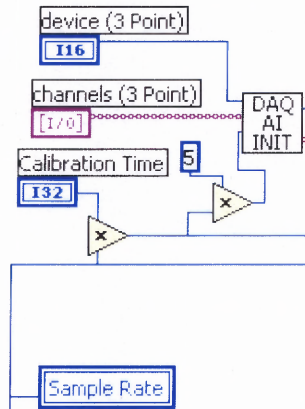 device (3 Point)
I16
channels (3 Point)
[I/O]
DAQ
AI
INIT
Calibration Time
I32
5
x
x
Sample Rate